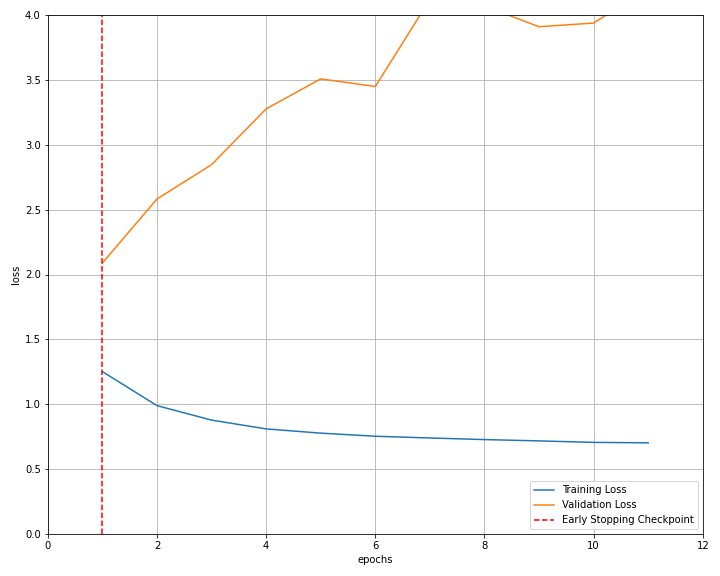 4.0
3.5
3.0
2.5
2.0
1.5
1.0
0.5
0.0
loss
0 2 4 6 8 10 12
epochs
Training Loss
Validation Loss
Early Stopping Checkpoint